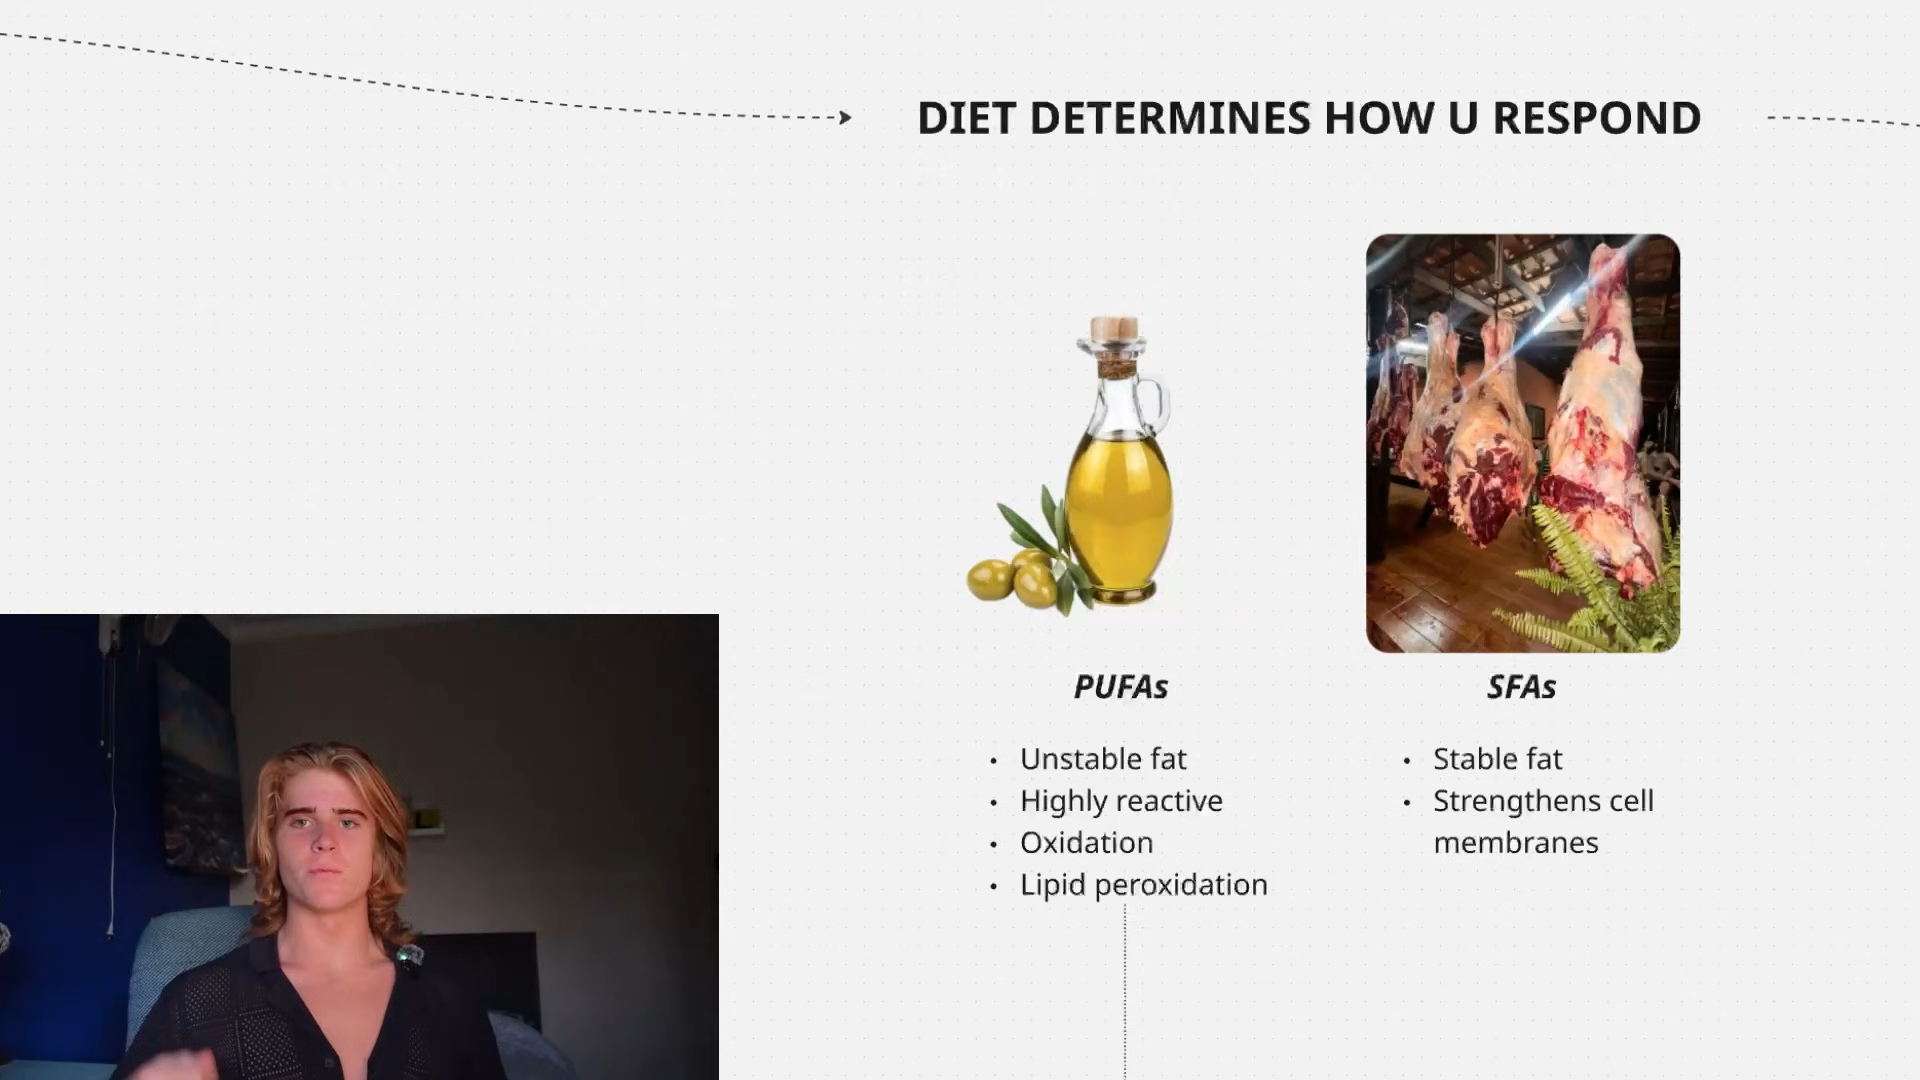 DIET DETERMINES HOW U RESPOND
PUFAs
• Unstable fat
• Highly reactive
• Oxidation
• Lipid peroxidation
SFAs
• Stable fat
• Strengthens cell
membranes